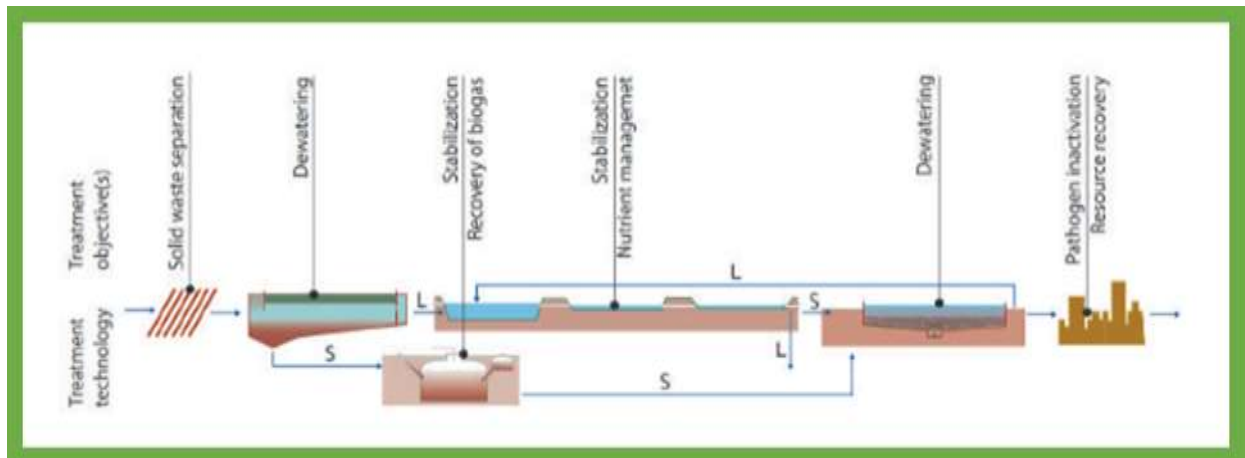 Treatment
objective(s)
Solid waste separation
Dewatering
Stabilization
Recovery of biogas
Stabilization
Nutrient managemet
Dewatering
Pathogen inactivation
Resource recovery
L
L
S
S
L
S
Treatment
technology